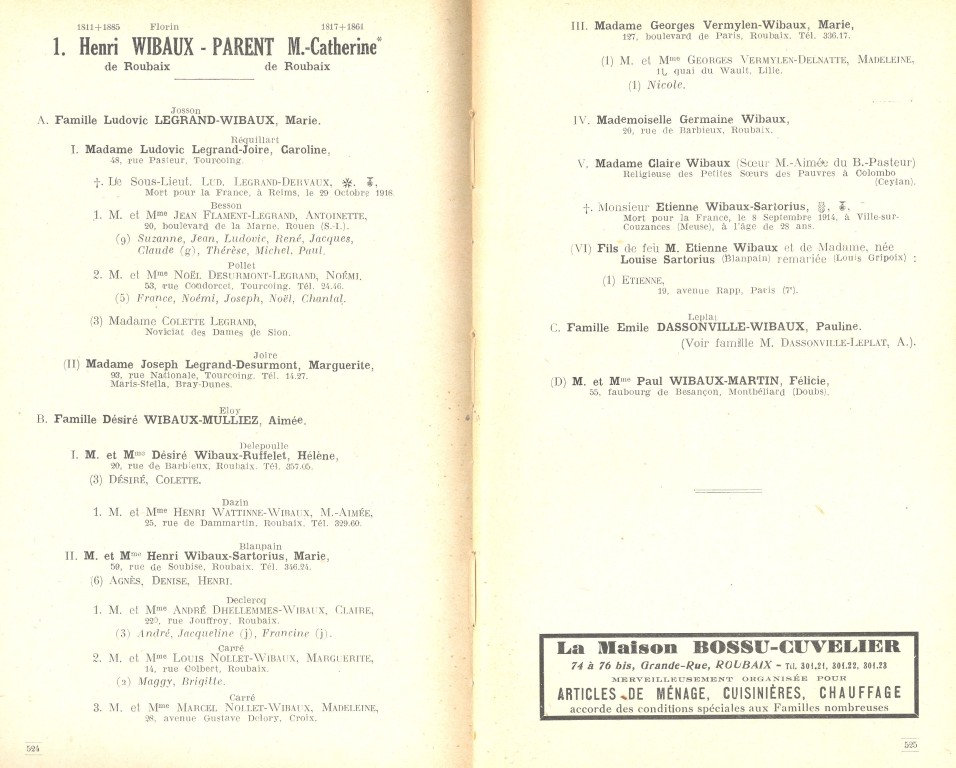 1811+1885 Florin 1817+1861
1. Henri WIBAUX - PARENT M.-Catherine*
de Roubaix de Roubaix
Josson
A. Famille Ludovic LEGRAND-WIBAUX, Marie.
Réquillart
I. Madame Ludovic Legrand-Joire, Caroline,
48, rue Pasteur, Tourcoing.
†. Le Sous-Lieut. LUD. LEGRAND-DERVAUX,
Mort pour la France, à Reims, le 29 Octobre 1918
Besson
1. M. et Mme JEAN FLAMENT-LEGRAND, ANTOINETTE,
20, boulevard de la Marne, Rouen (S.-I.).
(9) Suzanne, Jean, Ludovic, René, Jacques,
Claude (g), Thérèse, Michel, Paul.
Pollet
2. M. et Mme NOËL DESURMONT-LEGRAND, NOÉMI,
53, rue Condorcet, Tourcoing. Tél. 24.46.
(5) France, Noémi, Joseph, Noël, Chantal.
(3) Madame COLETTE LEGRAND,
Noviciat des Dames de Sion.
Joire
(II) Madame Joseph Legrand-Desurmont, Marguerite,
93, rue Nationale, Tourcoing. Tél. 14.27.
Maris-Stella, Bray-Dunes.
Eloy
B. Famille Désiré WIBAUX-MULLIEZ, Aimée.
Delepoulle
I. M. et Mme Désiré Wibaux-Ruffelet, Hélène,
20, rue de Barbieux, Roubaix. Tél. 357.05.
(3) DÉSIRÉ, COLETTE.
Dazin
1. M. et Mme HENRI WATTINNE-WIBAUX, M.-AIMÉE,
25, rue de Dammartin, Roubaix. Tél. 329.60.
Blanpain
II. M. et Mme Henri Wibaux-Sartorius, Marie,
59, rue de Soubise, Roubaix. Tél. 346.24.
(6) AGNÈS, DENISE, HENRI.
Declercq
1. M. et Mme ANDRÉ DHELLEMMES-WIBAUX, CLAIRE,
229, rue Jouffroy, Roubaix.
(3) André, Jacqueline (j), Francine (j).
Carré
2. M. et Mme LOUIS NOLLET-WIBAUX, MARGUERITE,
14, rue Colbert, Roubaix.
(2) Maggy, Brigitte.
Carré
3. M. et Mme MARCEL NOLLET-WIBAUX, MADELEINE,
28, avenue Gustave Delory, Croix.
524
III. Madame Georges Vermylen-Wibaux, Marie,
127, boulevard de Paris, Roubaix. Tél. 336.17.
(1) M. et Mme GEORGES VERMYLEN-DELNATTE, MADELEINE,
11, quai du Wault, Lille.
(1) Nicole.
IV. Mademoiselle Germaine Wibaux,
20, rue de Barbieux, Roubaix.
V. Madame Claire Wibaux (Sœur M.-Aimée du B.-Pasteur)
Religieuse des Petites Sœurs des Pauvres à Colombo
(Ceylan).
†. Monsieur Etienne Wibaux-Sartorius,
Mort pour la France, le 8 Septembre 1914, à Ville-sur-
Couzances (Meuse), à l'âge de 28 ans.
(VI) Fils de feu M. Etienne Wibaux et de Madame, née
Louise Sartorius (Blanpain) remariée (Louis Gripoix) :
(1) ETIENNE,
19, avenue Rapp, Paris (7e).
Leplat
C. Famille Emile DASSONVILLE-WIBAUX, Pauline.
(Voir famille M. DASSONVILLE-LEPLAT, A.).
(D) M. et Mme Paul WIBAUX-MARTIN, Félicie,
55, faubourg de Besançon, Montbéliard (Doubs).
La Maison BOSSU-CUVELIER
74 à 76 bis, Grande-Rue, ROUBAIX - Tél. 301.21, 301.22, 301.23
MERVEILLEUSEMENT ORGANISÉE POUR
ARTICLES DE MÉNAGE, CUISINIÈRES, CHAUFFAGE
accorde des conditions spéciales aux Familles nombreuses
525